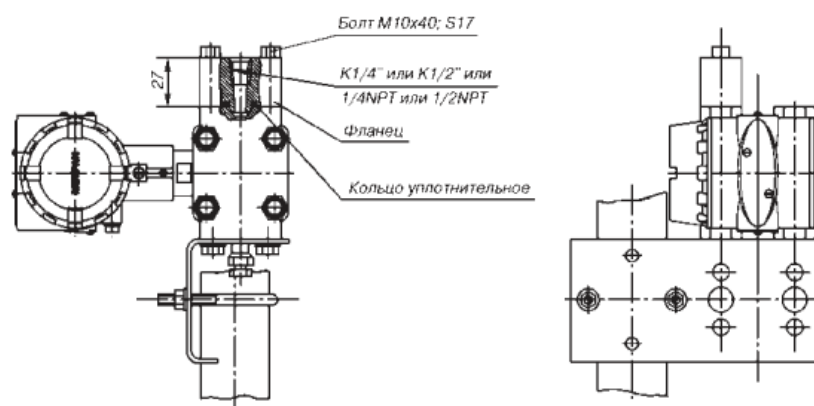 Болт М10х40; S17
К1/4" или К1/2" или
1/4NPT или 1/2NPT
27
Фланец
Кольцо уплотнительное